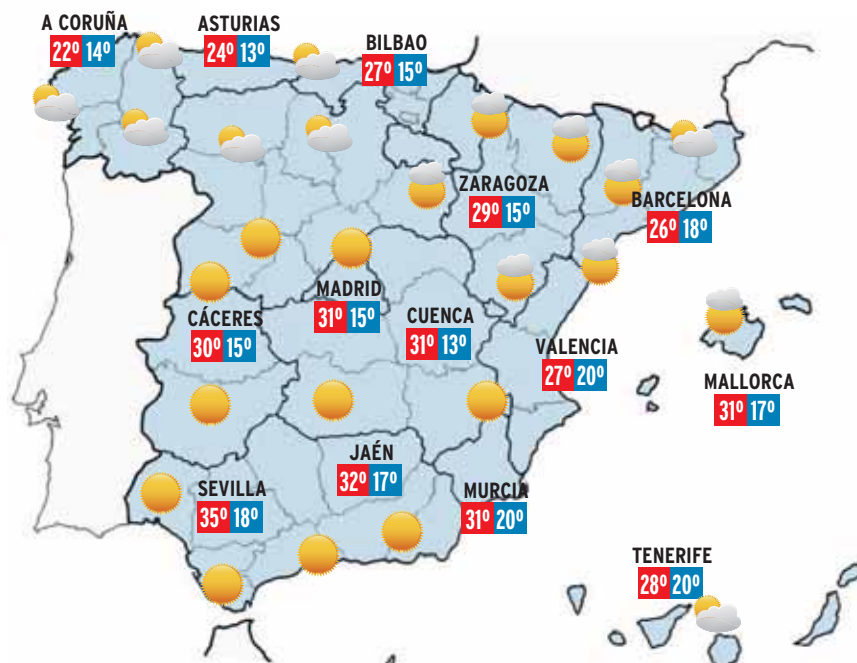 A CORUÑA
22º 14º
ASTURIAS
24º 13º
BILBAO
27º 15º
ZARAGOZA
29º 15º
BARCELONA
26º 18º
MADRID
31º 15º
CÁCERES
30º 15º
CUENCA
31º 13º
VALENCIA
27º 20º
MALLORCA
31º 17º
JAÉN
32º 17º
SEVILLA
35º 18º
MURCIA
31º 20º
TENERIFE
28º 20º